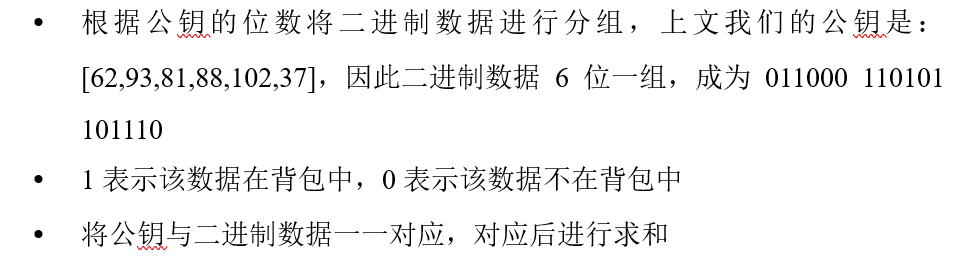 • 根据公钥的位数将二进制数据进行分组，上文我们的公钥是：
[62,93,81,88,102,37]，因此二进制数据 6 位一组，成为 011000 110101
101110
• 1 表示该数据在背包中，0 表示该数据不在背包中
• 将公钥与二进制数据一一对应，对应后进行求和